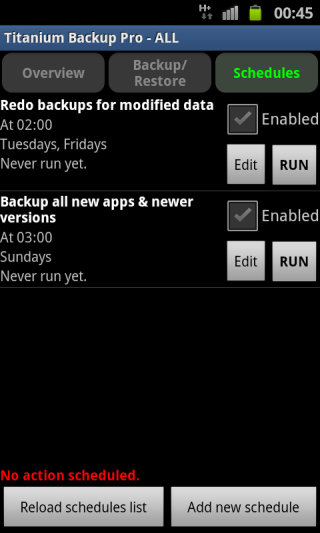 H+
00:45
Titanium Backup Pro - ALL
Overview
Backup/
Restore
Schedules
Redo backups for modified data
At 02:00
Tuesdays, Fridays
Never run yet.
Enabled
Edit
RUN
Backup all new apps & newer
versions
At 03:00
Sundays
Never run yet.
Enabled
Edit
RUN
No action scheduled.
Reload schedules list
Add new schedule